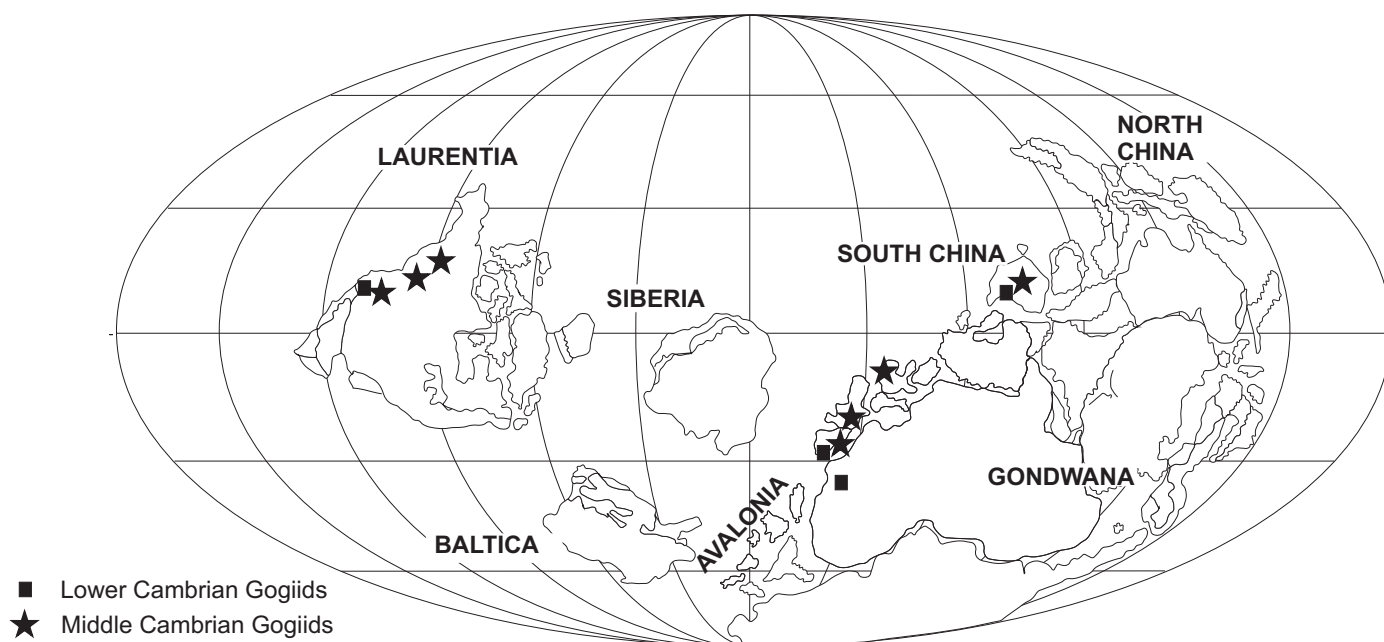 NORTH
CHINA
LAURENTIA
SOUTH CHINA
SIBERIA
GONDWANA
AVALONIA
BALTICA
Lower Cambrian Gogiids
Middle Cambrian Gogiids